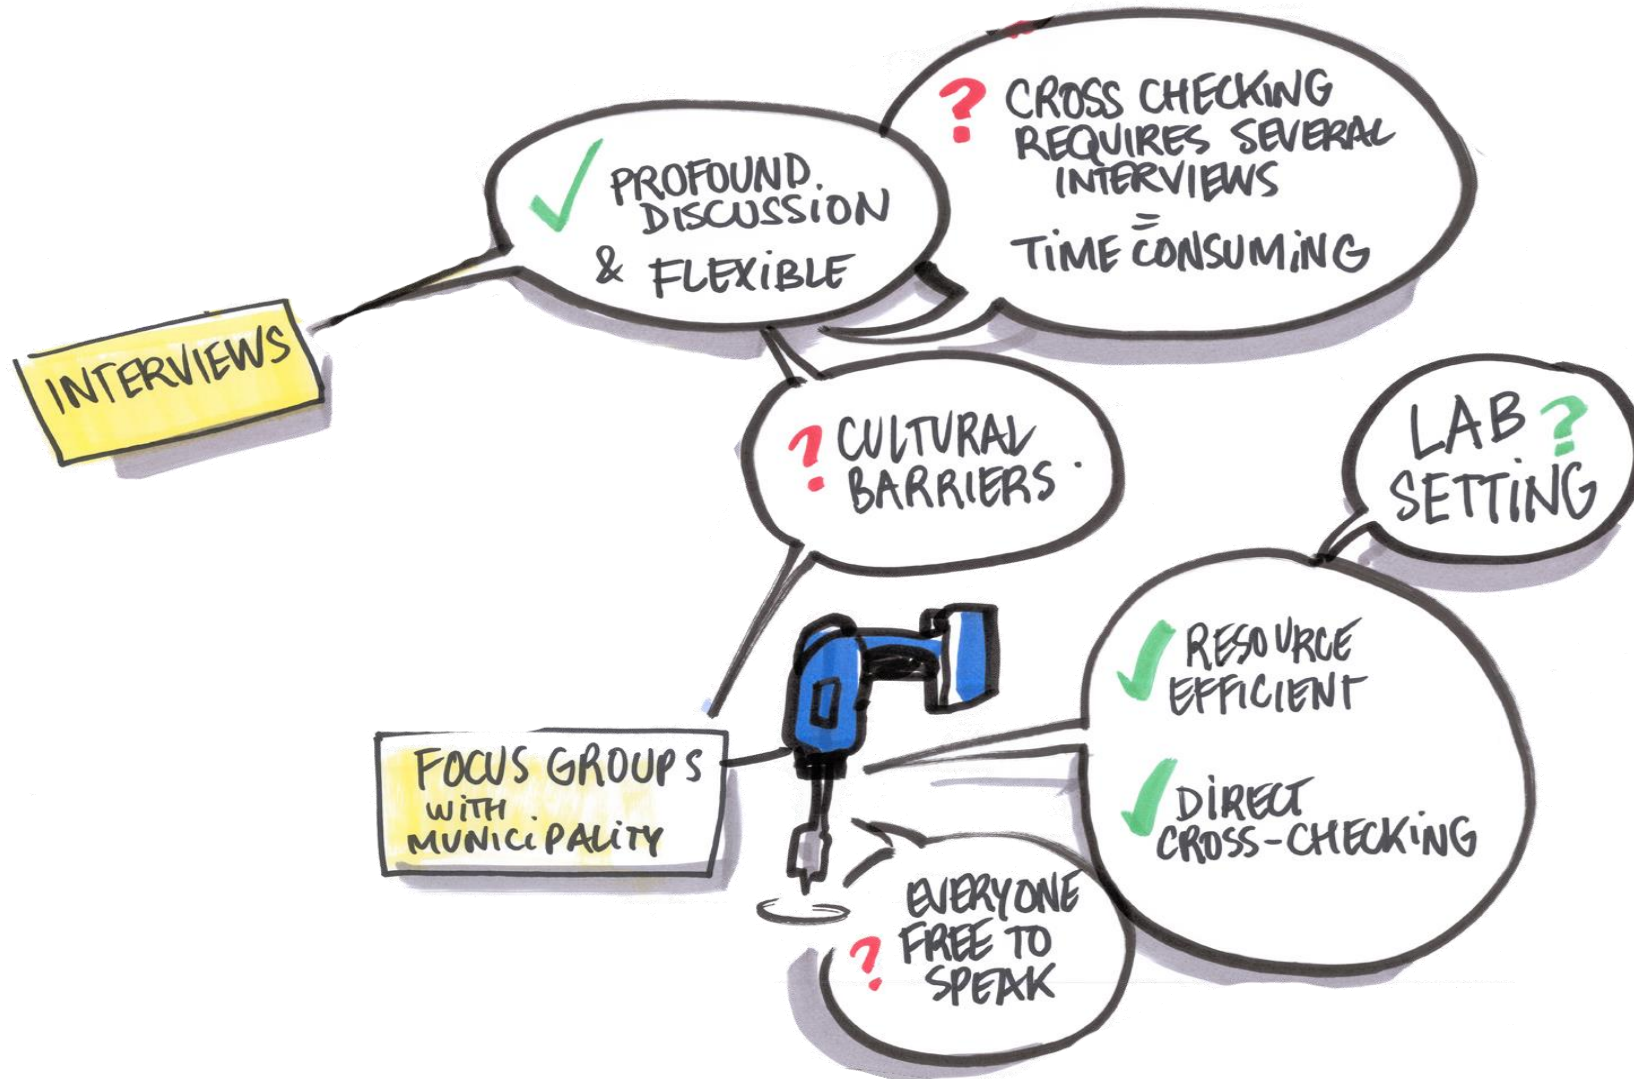 ? CROSS CHECKING
REQUIRES SEVERAL
INTERVIEWS
=
TIME CONSUMING
✓ PROFOUND.
DISCUSSION
& FLEXIBLE
INTERVIEWS
? CULTURAL
BARRIERS
LAB ?
SETTING
✓ RESOURCE
EFFICIENT
✓ DIRECT
CROSS-CHECKING
FOCUS GROUPS
WITH
MUNICIPALITY
EVERYONE
? FREE TO
SPEAK